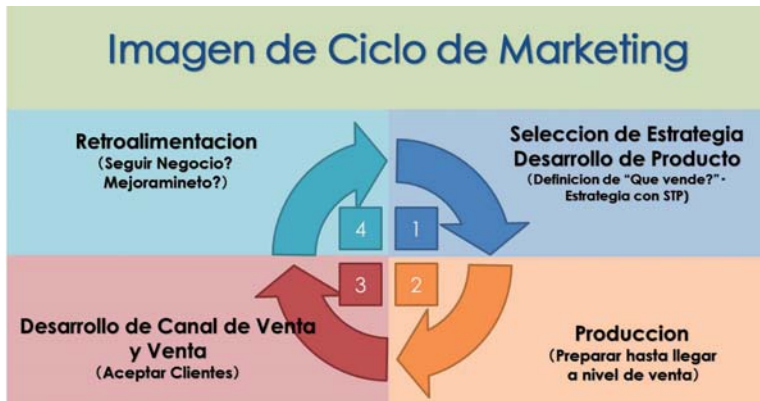 Imagen de Ciclo de Marketing
Retroalimentacion
(Seguir Negocio?
Mejoramineto?)
Seleccion de Estrategia
Desarrollo de Producto
(Definicion de “Que vende?”-
Estrategia con STP)
4
1
3
2
Desarrollo de Canal de Venta
y Venta
(Aceptar Clientes)
Produccion
(Preparar hasta llegar
a nivel de venta)